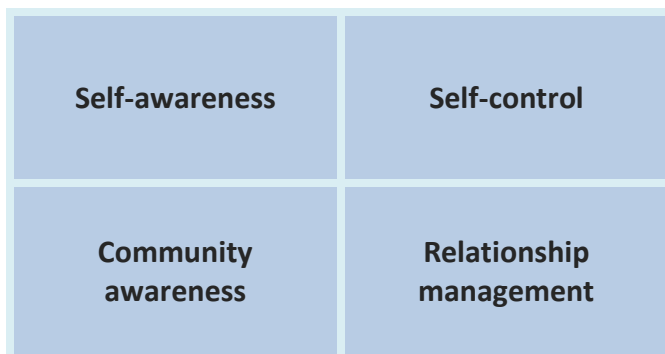 Self-awareness
Self-control
Community
awareness
Relationship
management